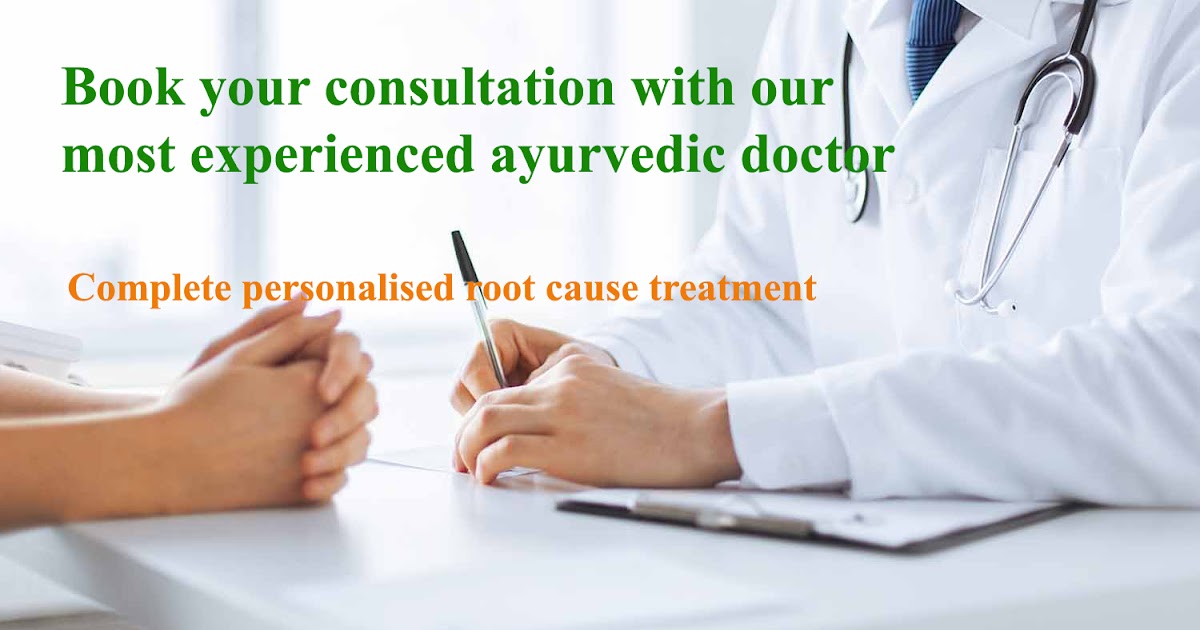 Book your consultation with our
most experienced ayurvedic doctor
Complete personalised root cause treatment